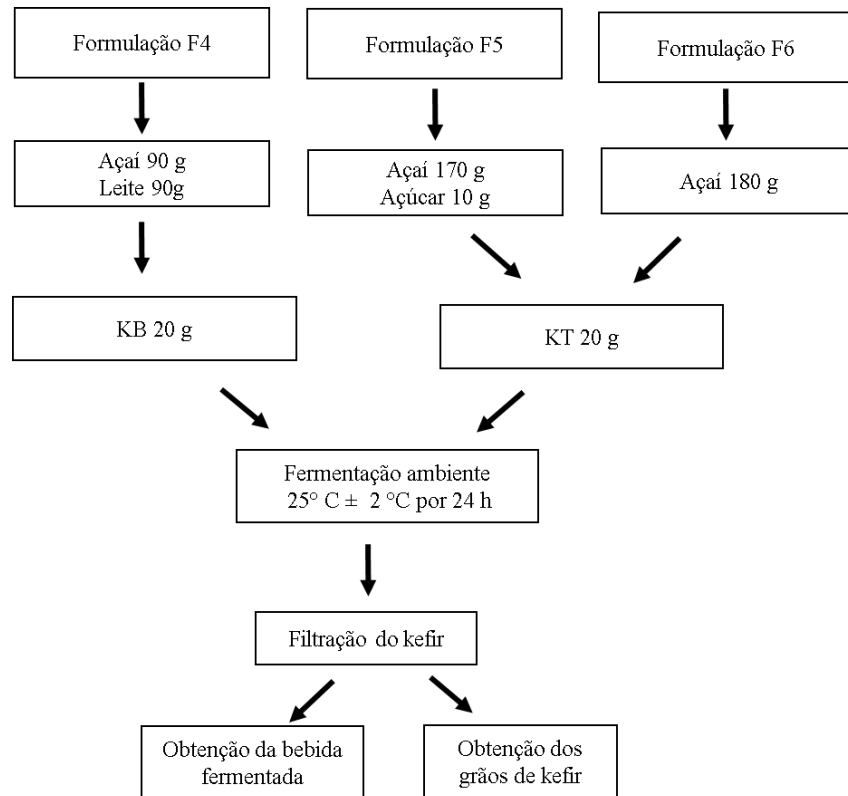 Formulação F4
Formulação F5
Formulação F6
Açaí 90 g
Leite 90g
Açaí 170 g
Açúcar 10 g
Açaí 180 g
KB 20 g
KT 20 g
Fermentação ambiente
25° C ± 2 °C por 24 h
Filtração do kefir
Obtenção da bebida
fermentada
Obtenção dos
grãos de kefir